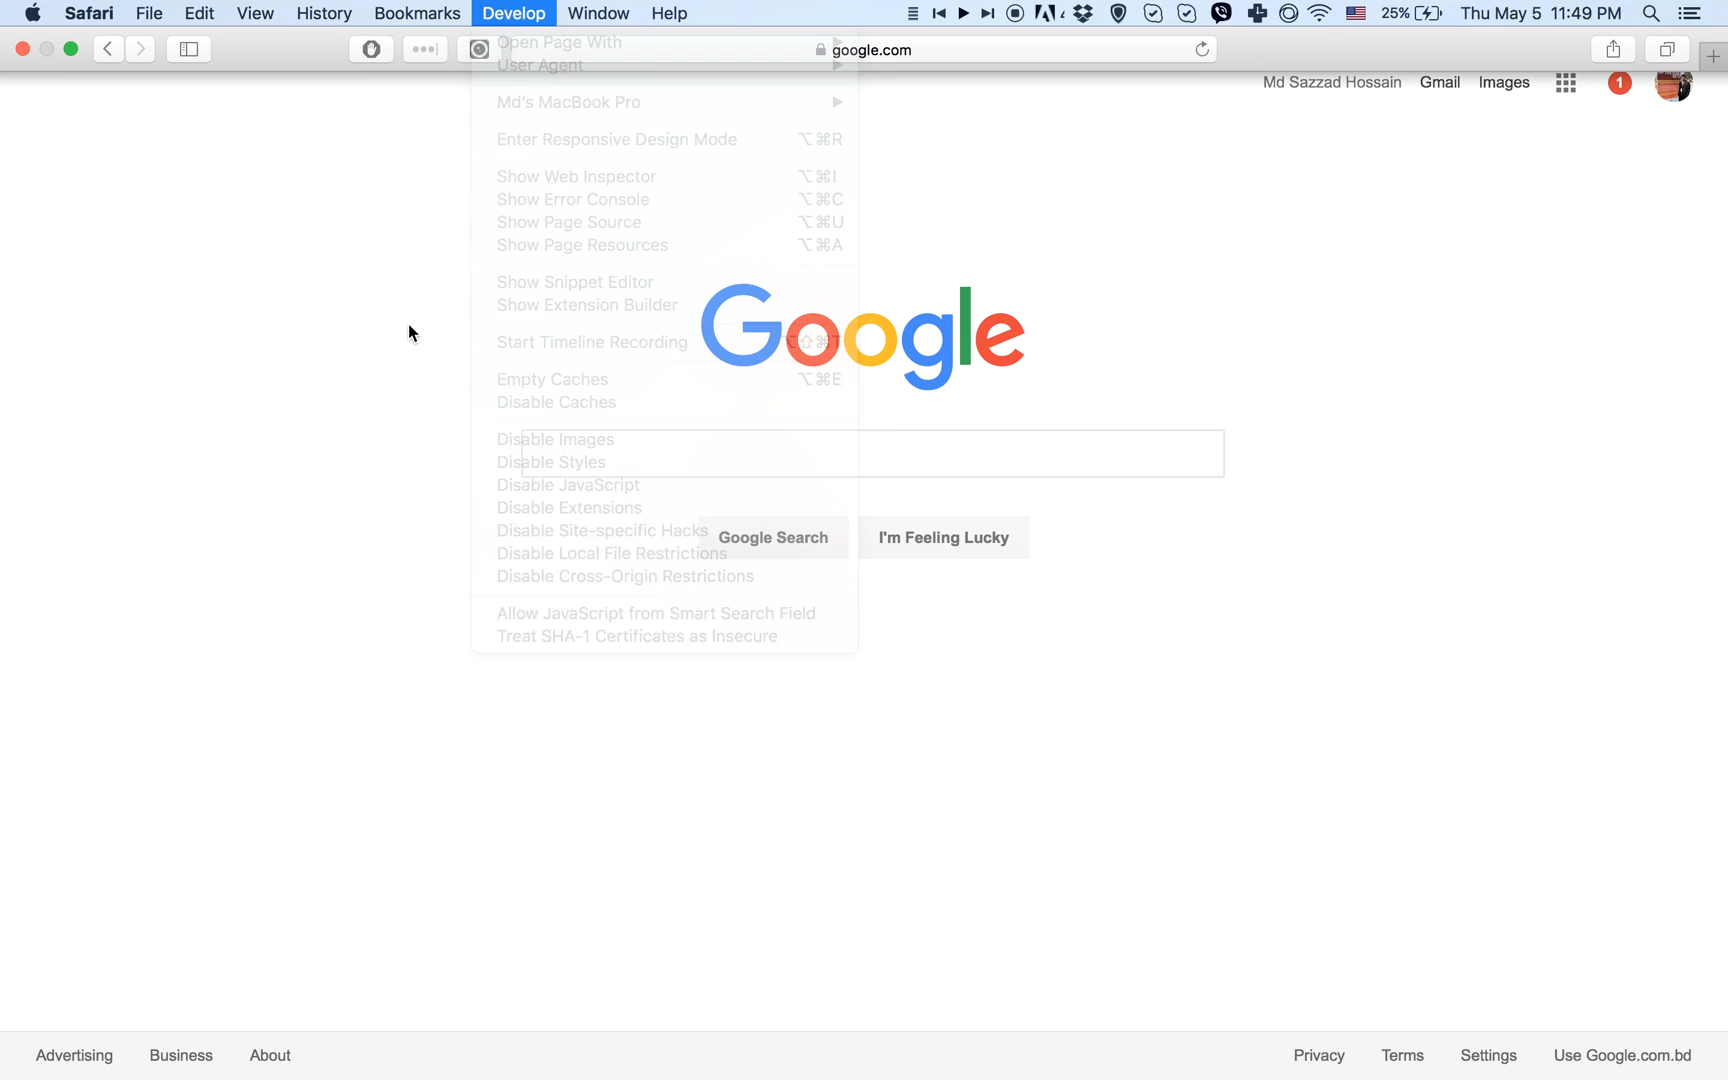 Safari File Edit View History Bookmarks Develop Window Help 25% Thu May 5 11:49 PM
google.com
Md Sazzad Hossain Gmail Images 1
Open Page With
User Agent
Md's MacBook Pro
Enter Responsive Design Mode ⌥⌘R
Show Web Inspector ⌥⌘I
Show Error Console ⌥⌘C
Show Page Source ⌥⌘U
Show Page Resources ⌥⌘A
Show Snippet Editor
Show Extension Builder
Google
Start Timeline Recording ⌥⇧⌘T
Empty Caches ⌥⌘E
Disable Caches
Disable Images
Disable Styles
Disable JavaScript
Disable Extensions
Disable Site-specific Hacks
Google Search I'm Feeling Lucky
Disable Local File Restrictions
Disable Cross-Origin Restrictions
Allow JavaScript from Smart Search Field
Treat SHA-1 Certificates as Insecure
Advertising Business About Privacy Terms Settings Use Google.com.bd